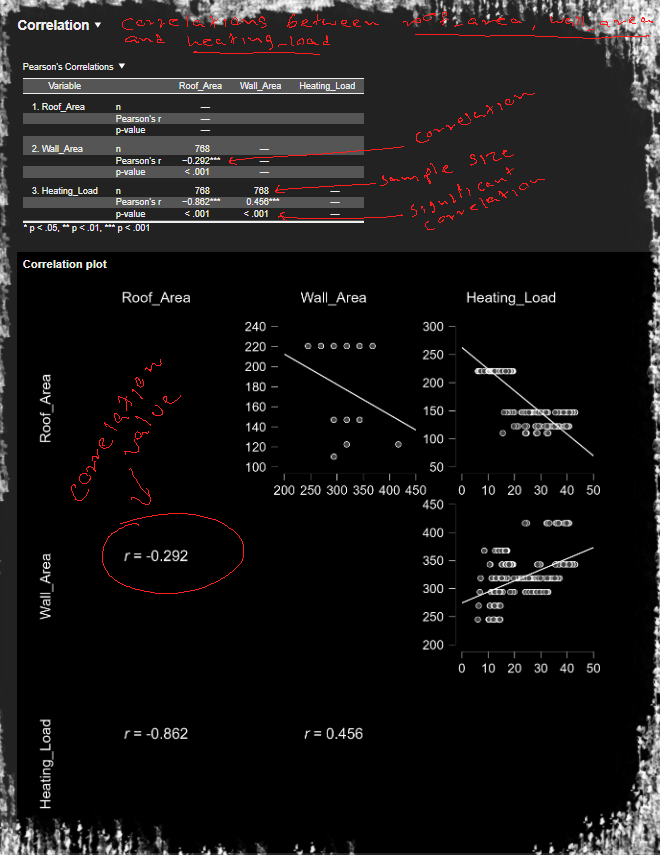 Correlation ▼ Correlations between roof_area, wall area
and heating_load
Pearson's Correlations ▼
Variable Roof_Area Wall_Area Heating_Load
1. Roof_Area n —
Pearson's r —
p-value —
2. Wall_Area n 768 —
Pearson's r −0.292*** —
p-value < .001 —
3. Heating_Load n 768 768 —
Pearson's r −0.862*** 0.456*** —
p-value < .001 < .001 —
* p < .05, ** p < .01, *** p < .001
correlation
sample size
significant
correlation
Correlation plot
Roof_Area Wall_Area Heating_Load
Roof_Area
correlation
value
240
220
200
180
160
140
120
100
200 250 300 350 400 450
300
250
200
150
100
50
0 10 20 30 40 50
Wall_Area
r = -0.292
450
400
350
300
250
200
0 10 20 30 40 50
Heating_Load
r = -0.862
r = 0.456